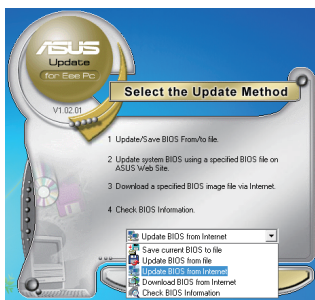 ASUS
Update
for Eee Pc
V1.02.01
Select the Update Method
1 Update/Save BIOS From/to file.
2 Update system BIOS using a specified BIOS file on
ASUS Web Site.
3 Download a specified BIOS image file via Internet.
4 Check BIOS Information.
Update BIOS from Internet
Save current BIOS to file
Update BIOS from file
Update BIOS from Internet
Download BIOS from Internet
Check BIOS Information